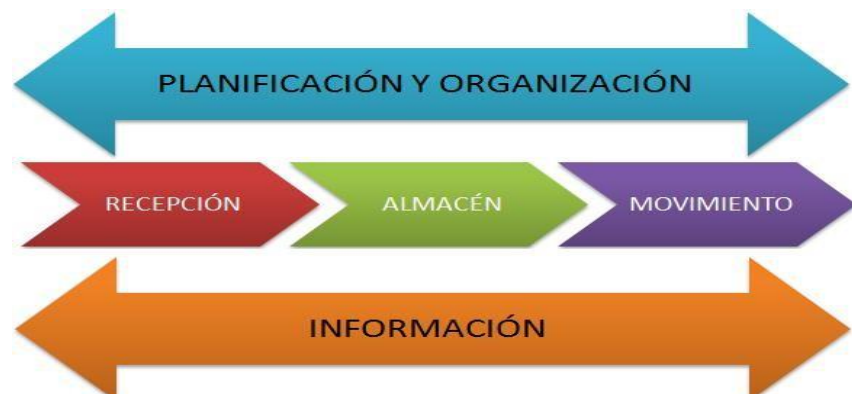 PLANIFICACIÓN Y ORGANIZACIÓN
RECEPCIÓN
ALMACÉN
MOVIMIENTO
INFORMACIÓN